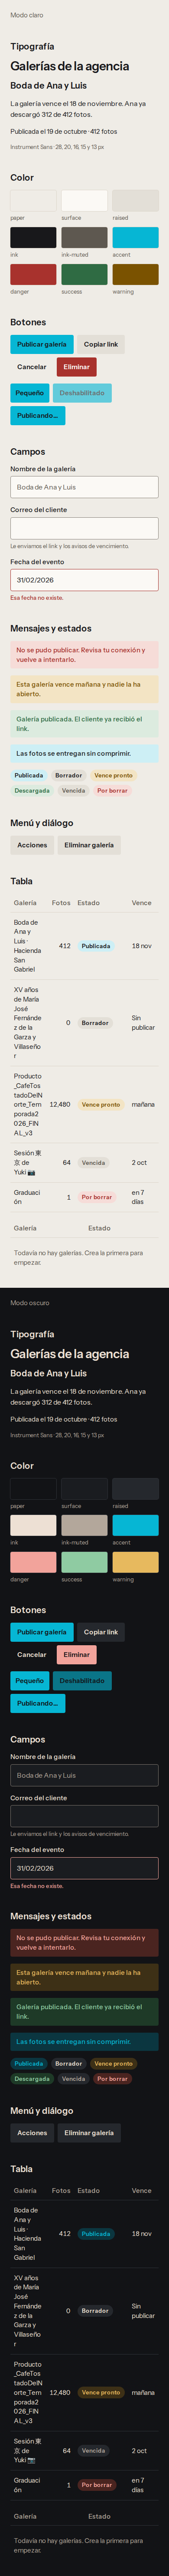 Modo claro
Tipografía
Galerías de la agencia
Boda de Ana y Luis
La galería vence el 18 de noviembre. Ana ya
descargó 312 de 412 fotos.
Publicada el 19 de octubre · 412 fotos
Instrument Sans · 28, 20, 16, 15 y 13 px
Color
paper surface raised
ink ink-muted accent
danger success warning
Botones
Publicar galería Copiar link
Cancelar Eliminar
Pequeño Deshabilitado
Publicando…
Campos
Nombre de la galería
Boda de Ana y Luis
Correo del cliente
Le enviamos el link y los avisos de vencimiento.
Fecha del evento
31/02/2026
Esa fecha no existe.
Mensajes y estados
No se pudo publicar. Revisa tu conexión y
vuelve a intentarlo.
Esta galería vence mañana y nadie la ha
abierto.
Galería publicada. El cliente ya recibió el
link.
Las fotos se entregan sin comprimir.
Publicada Borrador Vence pronto
Descargada Vencida Por borrar
Menú y diálogo
Acciones Eliminar galería
Tabla
Galería Fotos Estado Vence
Boda de
Ana y
Luis ·
Hacienda
San
Gabriel
412 Publicada 18 nov
XV años
de María
José
Fernánde
z de la
Garza y
Villaseño
r
0 Borrador Sin
publicar
Producto
_CafeTos
tadoDelN
orte_Tem
porada2
026_FIN
AL_v3
12,480 Vence pronto mañana
Sesión 東
京 de
Yuki 📷
64 Vencida 2 oct
Graduaci
ón
1 Por borrar en 7
días
Galería Estado
Todavía no hay galerías. Crea la primera para
empezar.
Modo oscuro
Tipografía
Galerías de la agencia
Boda de Ana y Luis
La galería vence el 18 de noviembre. Ana ya
descargó 312 de 412 fotos.
Publicada el 19 de octubre · 412 fotos
Instrument Sans · 28, 20, 16, 15 y 13 px
Color
paper surface raised
ink ink-muted accent
danger success warning
Botones
Publicar galería Copiar link
Cancelar Eliminar
Pequeño Deshabilitado
Publicando…
Campos
Nombre de la galería
Boda de Ana y Luis
Correo del cliente
Le enviamos el link y los avisos de vencimiento.
Fecha del evento
31/02/2026
Esa fecha no existe.
Mensajes y estados
No se pudo publicar. Revisa tu conexión y
vuelve a intentarlo.
Esta galería vence mañana y nadie la ha
abierto.
Galería publicada. El cliente ya recibió el
link.
Las fotos se entregan sin comprimir.
Publicada Borrador Vence pronto
Descargada Vencida Por borrar
Menú y diálogo
Acciones Eliminar galería
Tabla
Galería Fotos Estado Vence
Boda de
Ana y
Luis ·
Hacienda
San
Gabriel
412 Publicada 18 nov
XV años
de María
José
Fernánde
z de la
Garza y
Villaseño
r
0 Borrador Sin
publicar
Producto
_CafeTos
tadoDelN
orte_Tem
porada2
026_FIN
AL_v3
12,480 Vence pronto mañana
Sesión 東
京 de
Yuki 📷
64 Vencida 2 oct
Graduaci
ón
1 Por borrar en 7
días
Galería Estado
Todavía no hay galerías. Crea la primera para
empezar.